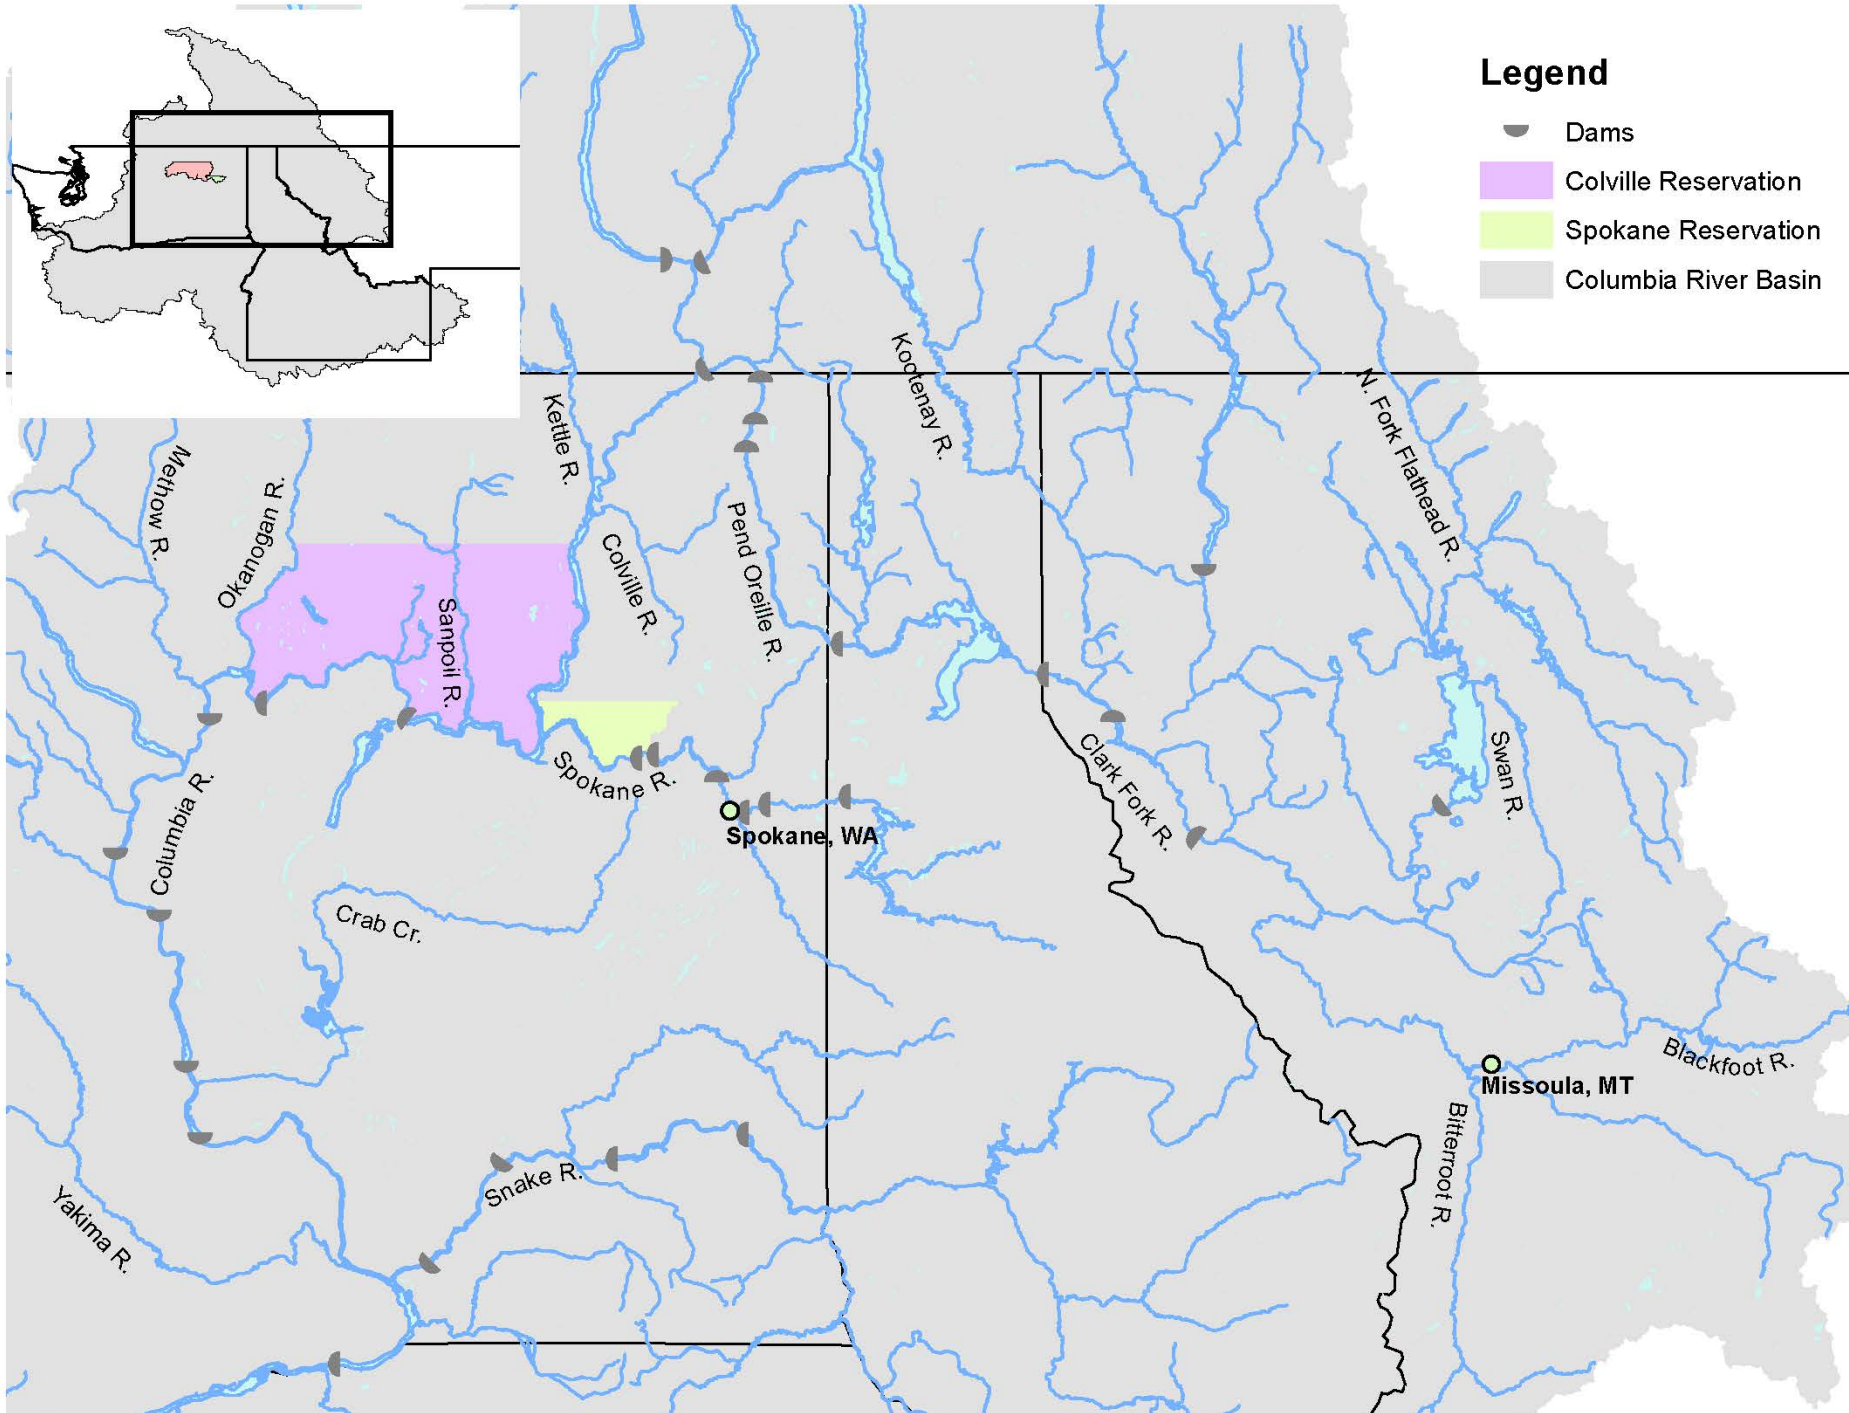 Legend
Dams
Colville Reservation
Spokane Reservation
Columbia River Basin
Kootenay R.
N. Fork Flathead R.
Kettle R.
Methow R.
Okanogan R.
Pend Oreille R.
Colville R.
Sanpoil R.
Swan R.
Clark Fork R.
Spokane R.
Columbia R.
Spokane, WA
Crab Cr.
Blackfoot R.
Missoula, MT
Bitterroot R.
Snake R.
Yakima R.